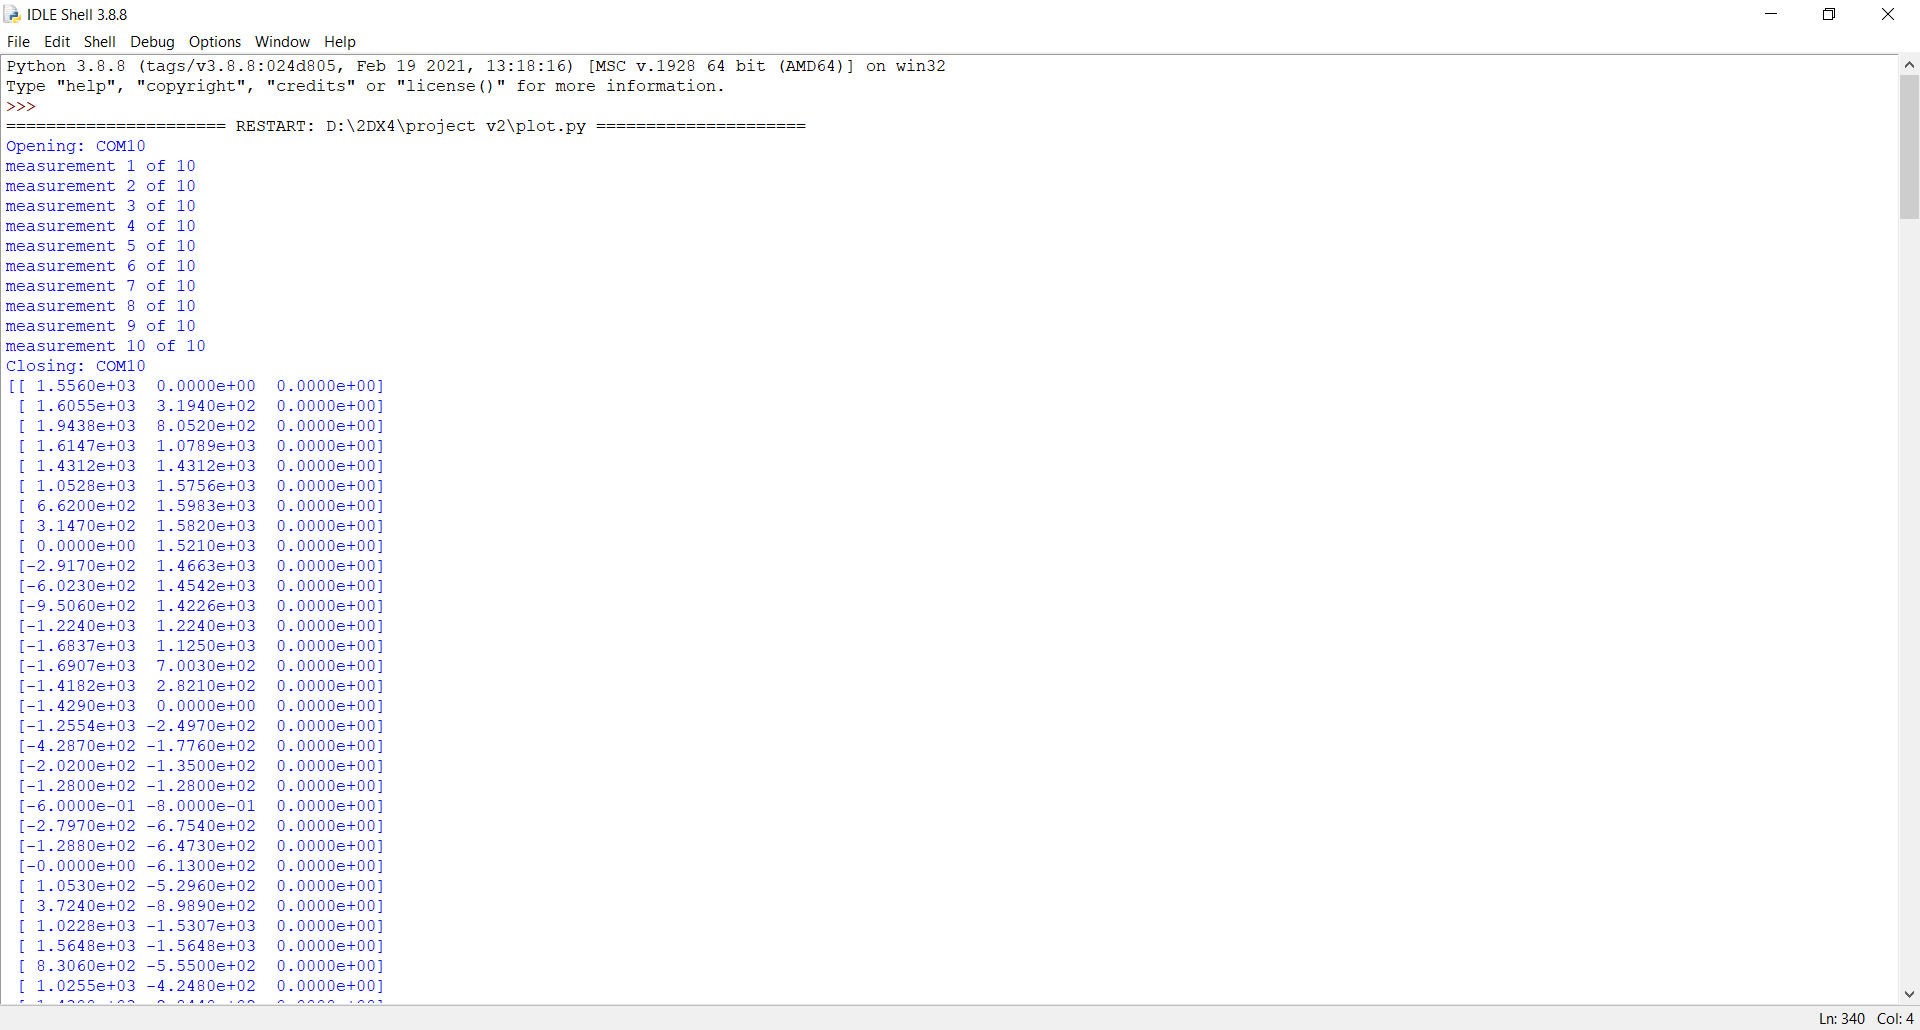 IDLE Shell 3.8.8
File Edit Shell Debug Options Window Help
Python 3.8.8 (tags/v3.8.8:024d805, Feb 19 2021, 13:18:16) [MSC v.1928 64 bit (AMD64)] on win32
Type "help", "copyright", "credits" or "license()" for more information.
>>>
====================== RESTART: D:\2DX4\project v2\plot.py =====================
Opening: COM10
measurement 1 of 10
measurement 2 of 10
measurement 3 of 10
measurement 4 of 10
measurement 5 of 10
measurement 6 of 10
measurement 7 of 10
measurement 8 of 10
measurement 9 of 10
measurement 10 of 10
Closing: COM10
[[ 1.5560e+03  0.0000e+00  0.0000e+00]
 [ 1.6055e+03  3.1940e+02  0.0000e+00]
 [ 1.9438e+03  8.0520e+02  0.0000e+00]
 [ 1.6147e+03  1.0789e+03  0.0000e+00]
 [ 1.4312e+03  1.4312e+03  0.0000e+00]
 [ 1.0528e+03  1.5756e+03  0.0000e+00]
 [ 6.6200e+02  1.5983e+03  0.0000e+00]
 [ 3.1470e+02  1.5820e+03  0.0000e+00]
 [ 0.0000e+00  1.5210e+03  0.0000e+00]
 [-2.9170e+02  1.4663e+03  0.0000e+00]
 [-6.0230e+02  1.4542e+03  0.0000e+00]
 [-9.5060e+02  1.4226e+03  0.0000e+00]
 [-1.2240e+03  1.2240e+03  0.0000e+00]
 [-1.6837e+03  1.1250e+03  0.0000e+00]
 [-1.6907e+03  7.0030e+02  0.0000e+00]
 [-1.4182e+03  2.8210e+02  0.0000e+00]
 [-1.4290e+03  0.0000e+00  0.0000e+00]
 [-1.2554e+03 -2.4970e+02  0.0000e+00]
 [-4.2870e+02 -1.7760e+02  0.0000e+00]
 [-2.0200e+02 -1.3500e+02  0.0000e+00]
 [-1.2800e+02 -1.2800e+02  0.0000e+00]
 [-6.0000e-01 -8.0000e-01  0.0000e+00]
 [-2.7970e+02 -6.7540e+02  0.0000e+00]
 [-1.2880e+02 -6.4730e+02  0.0000e+00]
 [-0.0000e+00 -6.1300e+02  0.0000e+00]
 [ 1.0530e+02 -5.2960e+02  0.0000e+00]
 [ 3.7240e+02 -8.9890e+02  0.0000e+00]
 [ 1.0228e+03 -1.5307e+03  0.0000e+00]
 [ 1.5648e+03 -1.5648e+03  0.0000e+00]
 [ 8.3060e+02 -5.5500e+02  0.0000e+00]
 [ 1.0255e+03 -4.2480e+02  0.0000e+00]
Ln: 340 Col: 4